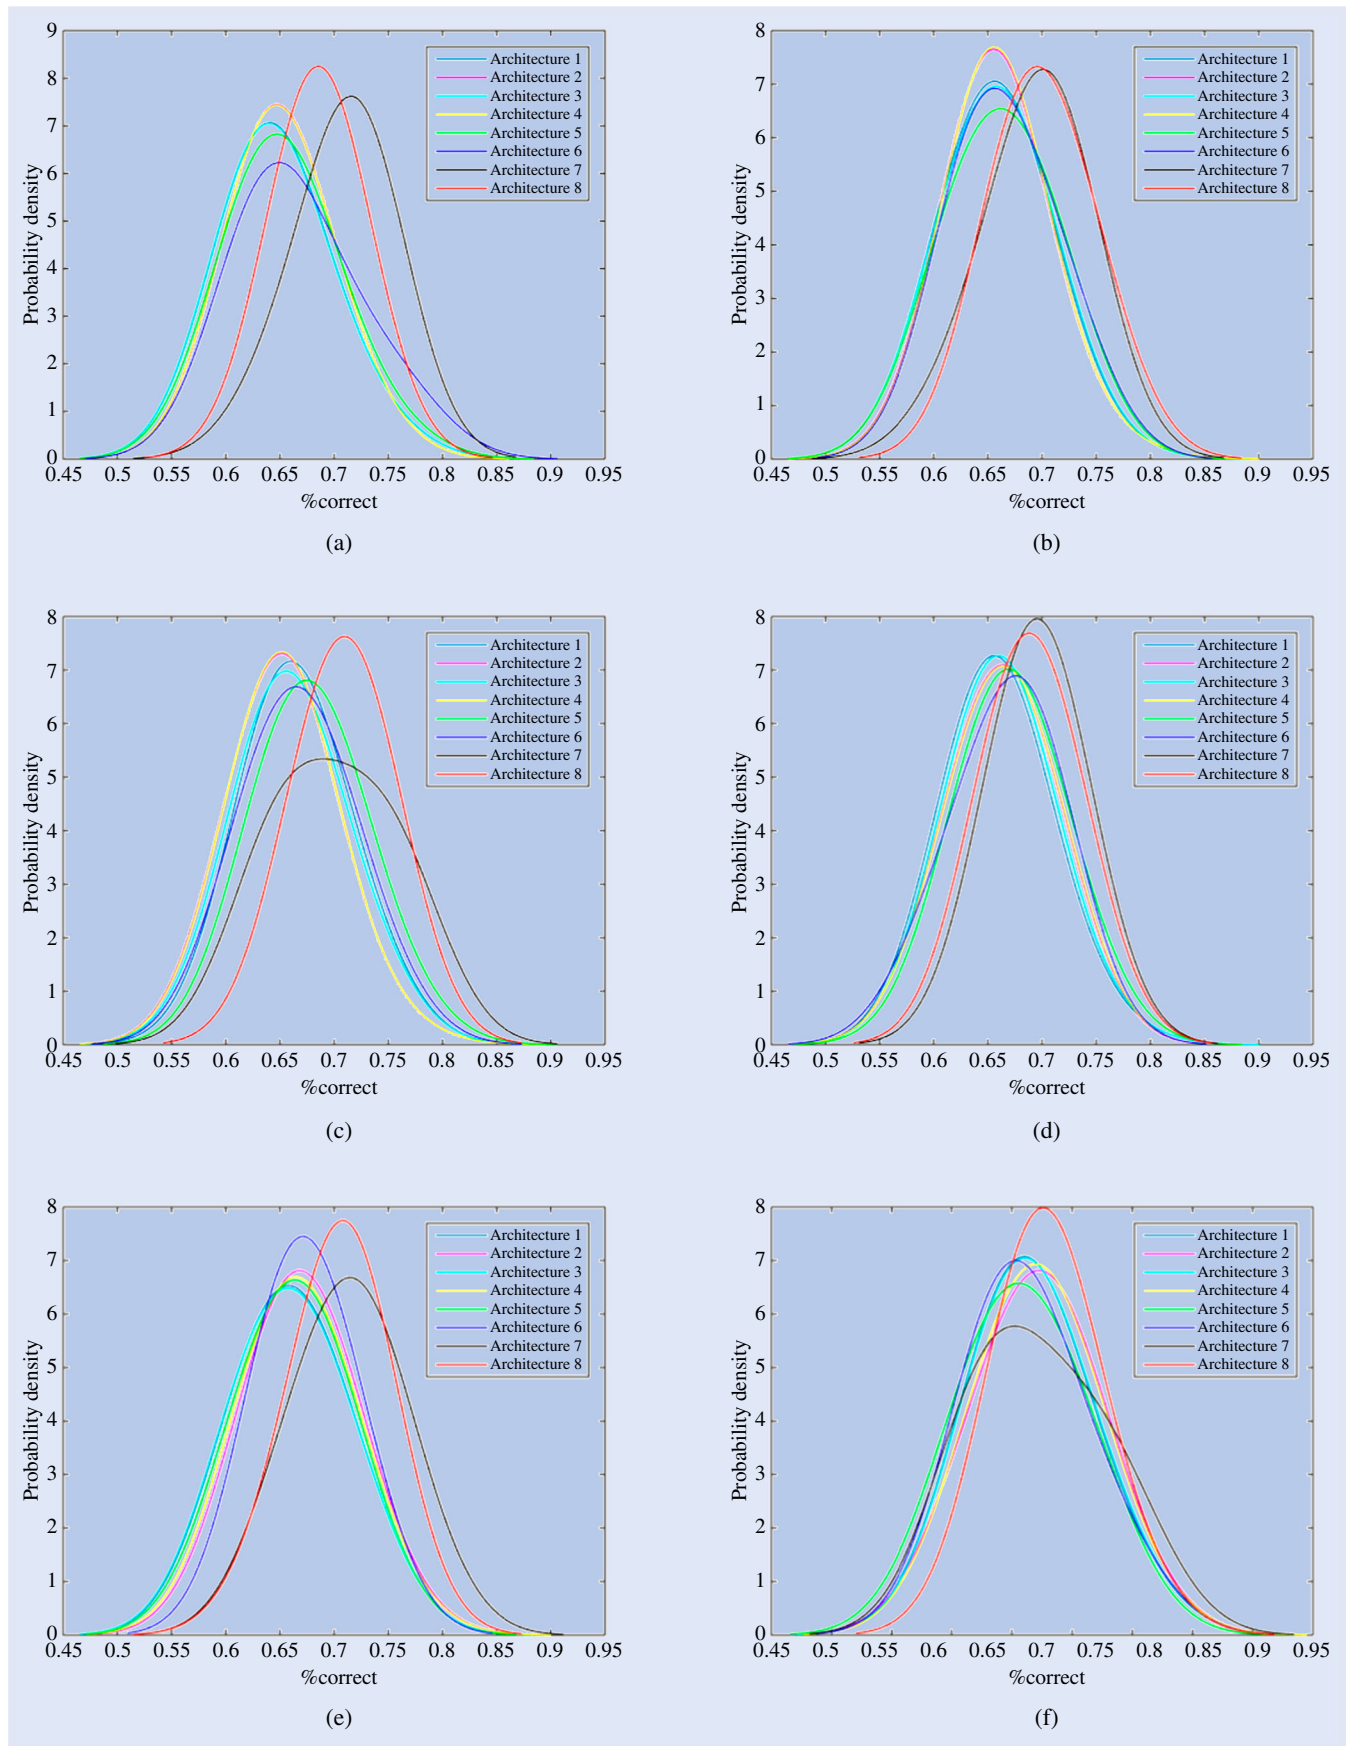 9
8
7
6
5
4
3
2
1
0
Probability density
Architecture 1
Architecture 2
Architecture 3
Architecture 4
Architecture 5
Architecture 6
Architecture 7
Architecture 8
0.45 0.5 0.55 0.6 0.65 0.7 0.75 0.8 0.85 0.9 0.95
%correct
(a)
8
7
6
5
4
3
2
1
0
Probability density
Architecture 1
Architecture 2
Architecture 3
Architecture 4
Architecture 5
Architecture 6
Architecture 7
Architecture 8
0.45 0.5 0.55 0.6 0.65 0.7 0.75 0.8 0.85 0.9 0.95
%correct
(b)
8
7
6
5
4
3
2
1
0
Probability density
Architecture 1
Architecture 2
Architecture 3
Architecture 4
Architecture 5
Architecture 6
Architecture 7
Architecture 8
0.45 0.5 0.55 0.6 0.65 0.7 0.75 0.8 0.85 0.9 0.95
%correct
(c)
8
7
6
5
4
3
2
1
0
Probability density
Architecture 1
Architecture 2
Architecture 3
Architecture 4
Architecture 5
Architecture 6
Architecture 7
Architecture 8
0.45 0.5 0.55 0.6 0.65 0.7 0.75 0.8 0.85 0.9 0.95
%correct
(d)
8
7
6
5
4
3
2
1
0
Probability density
Architecture 1
Architecture 2
Architecture 3
Architecture 4
Architecture 5
Architecture 6
Architecture 7
Architecture 8
0.45 0.5 0.55 0.6 0.65 0.7 0.75 0.8 0.85 0.9 0.95
%correct
(e)
8
7
6
5
4
3
2
1
0
Probability density
Architecture 1
Architecture 2
Architecture 3
Architecture 4
Architecture 5
Architecture 6
Architecture 7
Architecture 8
0.45 0.5 0.55 0.6 0.65 0.7 0.75 0.8 0.85 0.9 0.95
%correct
(f)